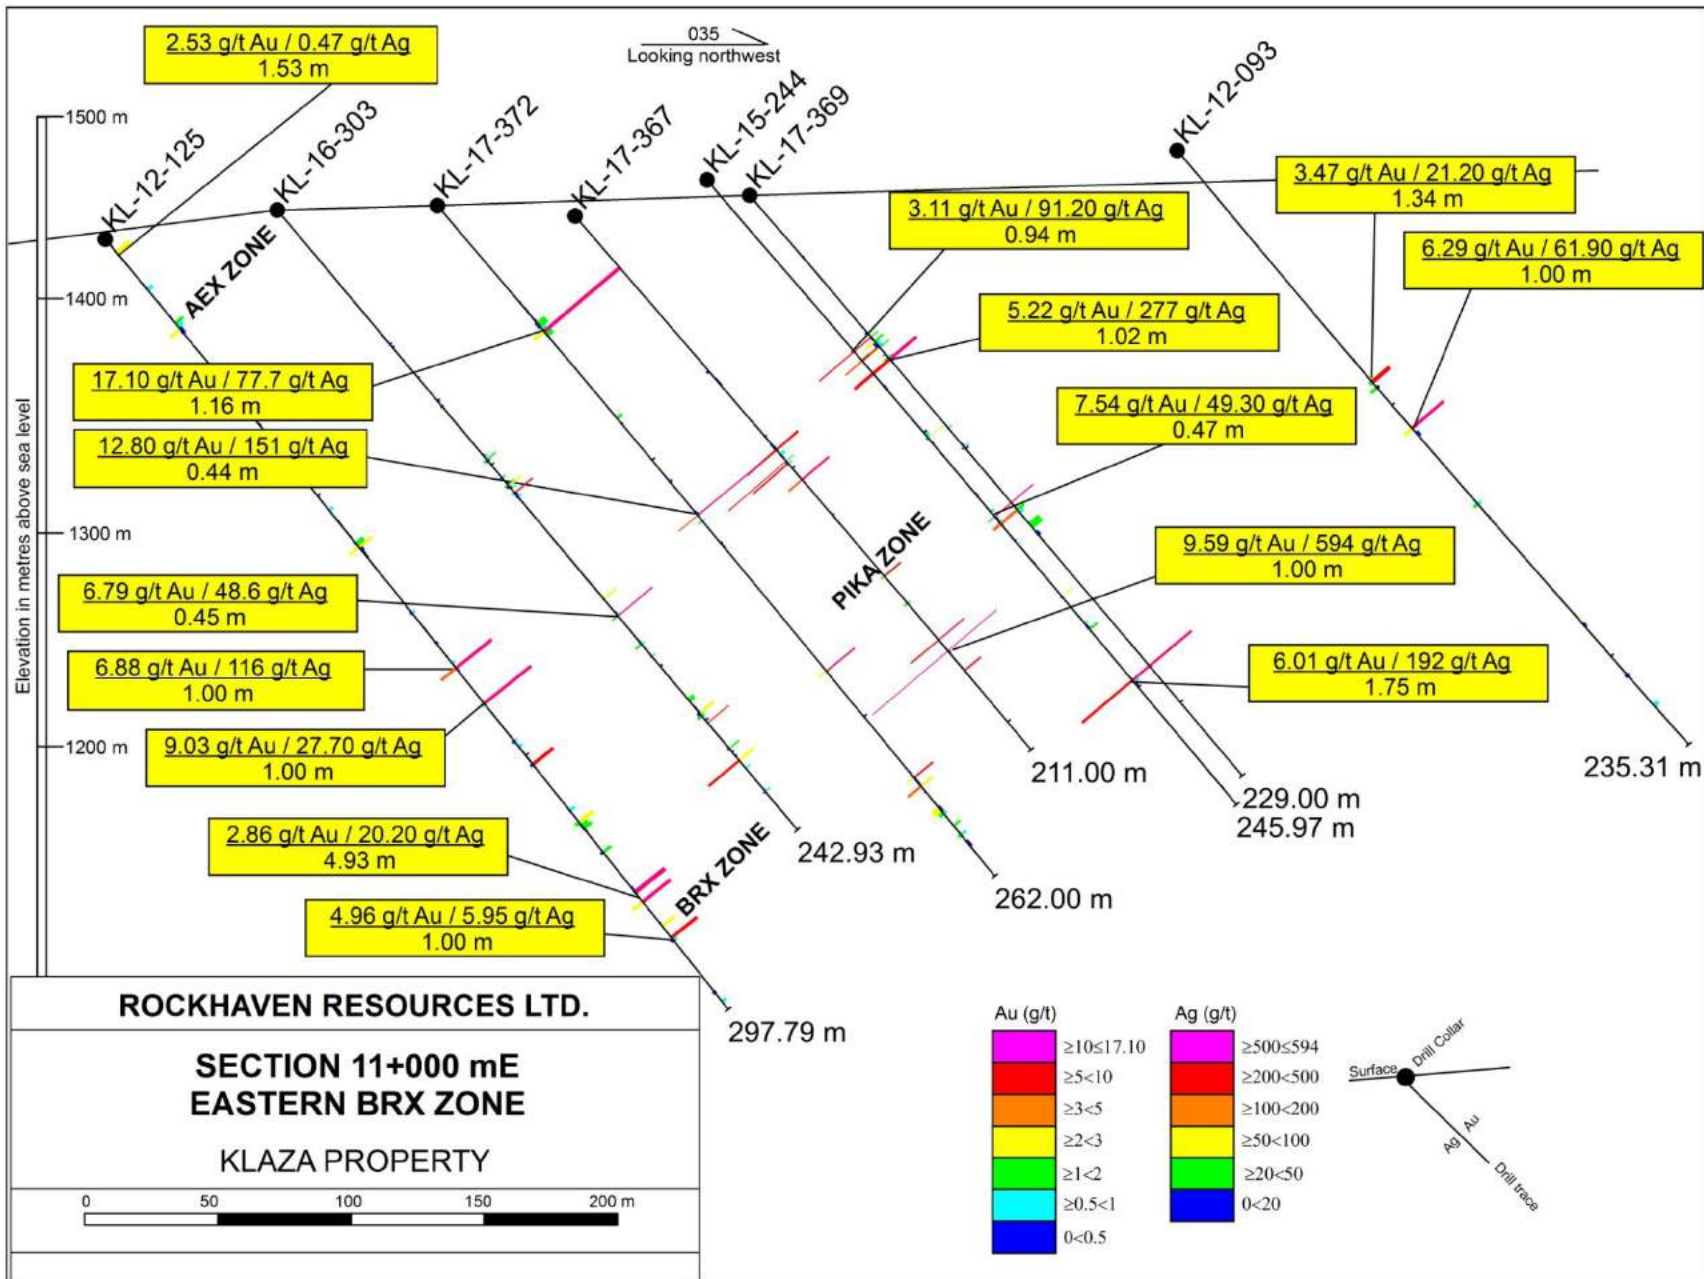 2.53 g/t Au / 0.47 g/t Ag
1.53 m
035
Looking northwest
KL-12-125
KL-16-303
KL-17-372
KL-17-367
KL-15-244
KL-17-369
KL-12-093
1500 m
1400 m
1300 m
1200 m
Elevation in metres above sea level
AEX ZONE
3.11 g/t Au / 91.20 g/t Ag
0.94 m
3.47 g/t Au / 21.20 g/t Ag
1.34 m
6.29 g/t Au / 61.90 g/t Ag
1.00 m
5.22 g/t Au / 277 g/t Ag
1.02 m
17.10 g/t Au / 77.7 g/t Ag
1.16 m
7.54 g/t Au / 49.30 g/t Ag
0.47 m
12.80 g/t Au / 151 g/t Ag
0.44 m
PIKA ZONE
9.59 g/t Au / 594 g/t Ag
1.00 m
6.79 g/t Au / 48.6 g/t Ag
0.45 m
6.88 g/t Au / 116 g/t Ag
1.00 m
6.01 g/t Au / 192 g/t Ag
1.75 m
9.03 g/t Au / 27.70 g/t Ag
1.00 m
211.00 m
235.31 m
229.00 m
245.97 m
2.86 g/t Au / 20.20 g/t Ag
4.93 m
242.93 m
BRX ZONE
262.00 m
4.96 g/t Au / 5.95 g/t Ag
1.00 m
297.79 m
ROCKHAVEN RESOURCES LTD.
SECTION 11+000 mE
EASTERN BRX ZONE
KLAZA PROPERTY
0 50 100 150 200 m
Au (g/t)
≥10≤17.10
≥5<10
≥3<5
≥2<3
≥1<2
≥0.5<1
0<0.5
Ag (g/t)
≥500≤594
≥200<500
≥100<200
≥50<100
≥20<50
0<20
Surface
Drill Collar
Ag
Au
Drill trace